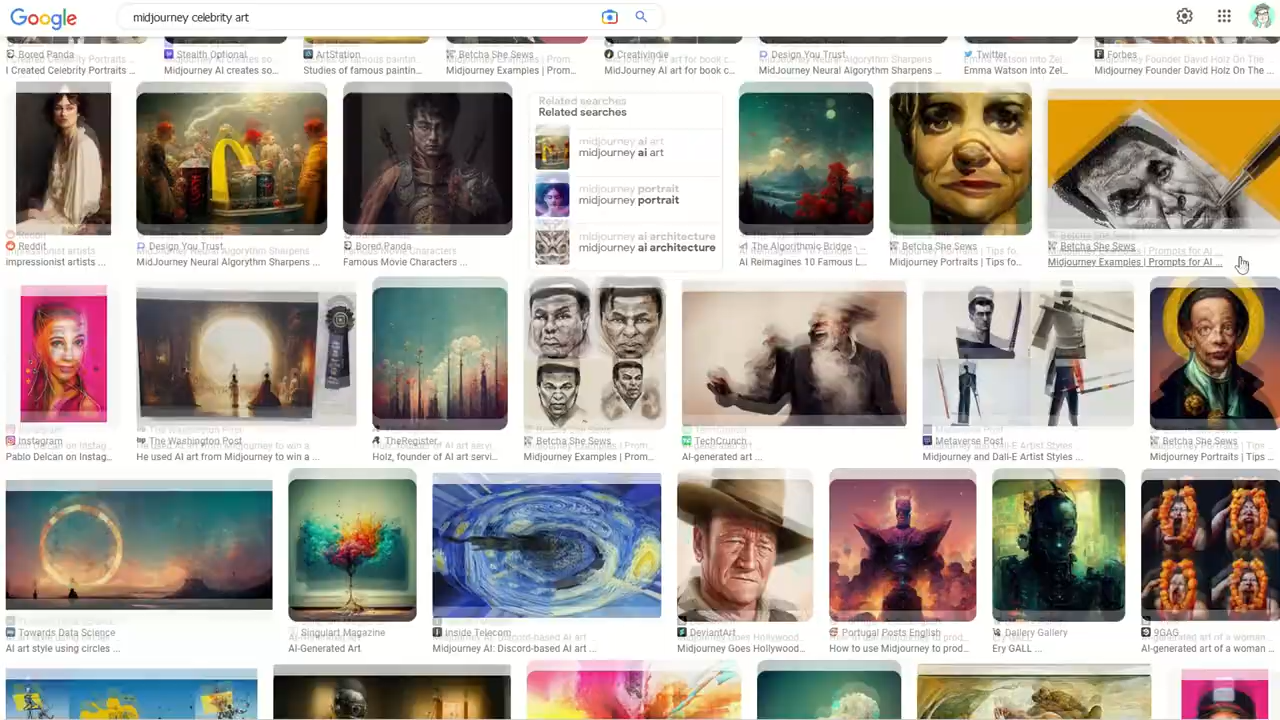 Google
midjourney celebrity art
Bored Panda
I Created Celebrity Portraits ...
Stealth Optional
Midjourney AI creates so...
ArtStation
Studies of famous paintin...
Betcha She Sews
Midjourney Examples | Prom...
Creativindie
MidJourney AI art for book c...
Design You Trust
MidJourney Neural Algorithm Sharpens ...
Twitter
Emma Watson into Zel...
Forbes
Midjourney Founder David Holz On The ...
Related searches
midjourney ai art
midjourney portrait
midjourney ai architecture
Reddit
impressionist artists ...
Design You Trust
MidJourney Neural Algorithm Sharpens ...
Bored Panda
Famous Movie Characters ...
The Algorithmic Bridge
AI Reimagines 10 Famous L...
Betcha She Sews
Midjourney Portraits | Tips fo...
Betcha She Sews
Midjourney Examples | Prompts for AI ...
Instagram
Pablo Delcan on Instag...
The Washington Post
He used AI art from Midjourney to win a ...
TheRegister
Holz, founder of AI art servi...
Betcha She Sews
Midjourney Examples | Prom...
TechCrunch
AI-generated art ...
Metaverse Post
Midjourney and Dall-E Artist Styles ...
Betcha She Sews
Midjourney Portraits | Tips ...
Towards Data Science
AI art style using circles ...
Singulart Magazine
AI-Generated Art
Inside Telecom
Midjourney AI: Discord-based AI art ...
DeviantArt
Midjourney Goes Hollywood...
Portugal Posts English
How to use Midjourney to prod...
Dailery Gallery
Ery GALL ...
9GAG
AI-generated art of a woman ...